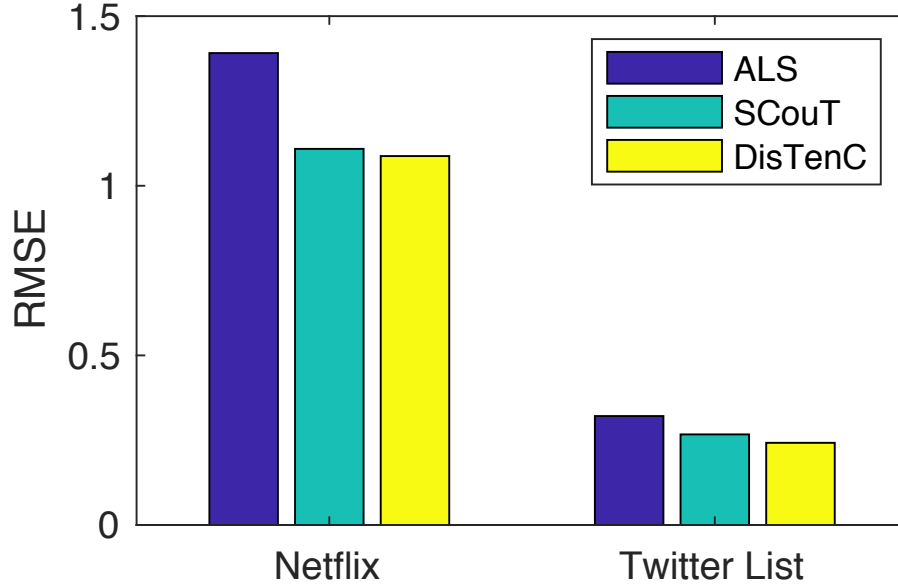 1.5
1
0.5
0
RMSE
ALS
SCouT
DisTenC
Netflix
Twitter List